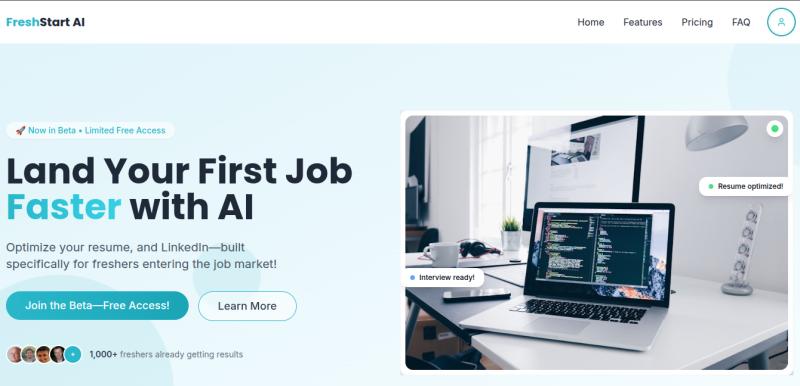 FreshStart AI
Home Features Pricing FAQ
🚀 Now in Beta • Limited Free Access
Land Your First Job
Faster with AI
Optimize your resume, and LinkedIn—built
specifically for freshers entering the job market!
Join the Beta—Free Access!
Learn More
+
1,000+ freshers already getting results
Resume optimized!
Interview ready!